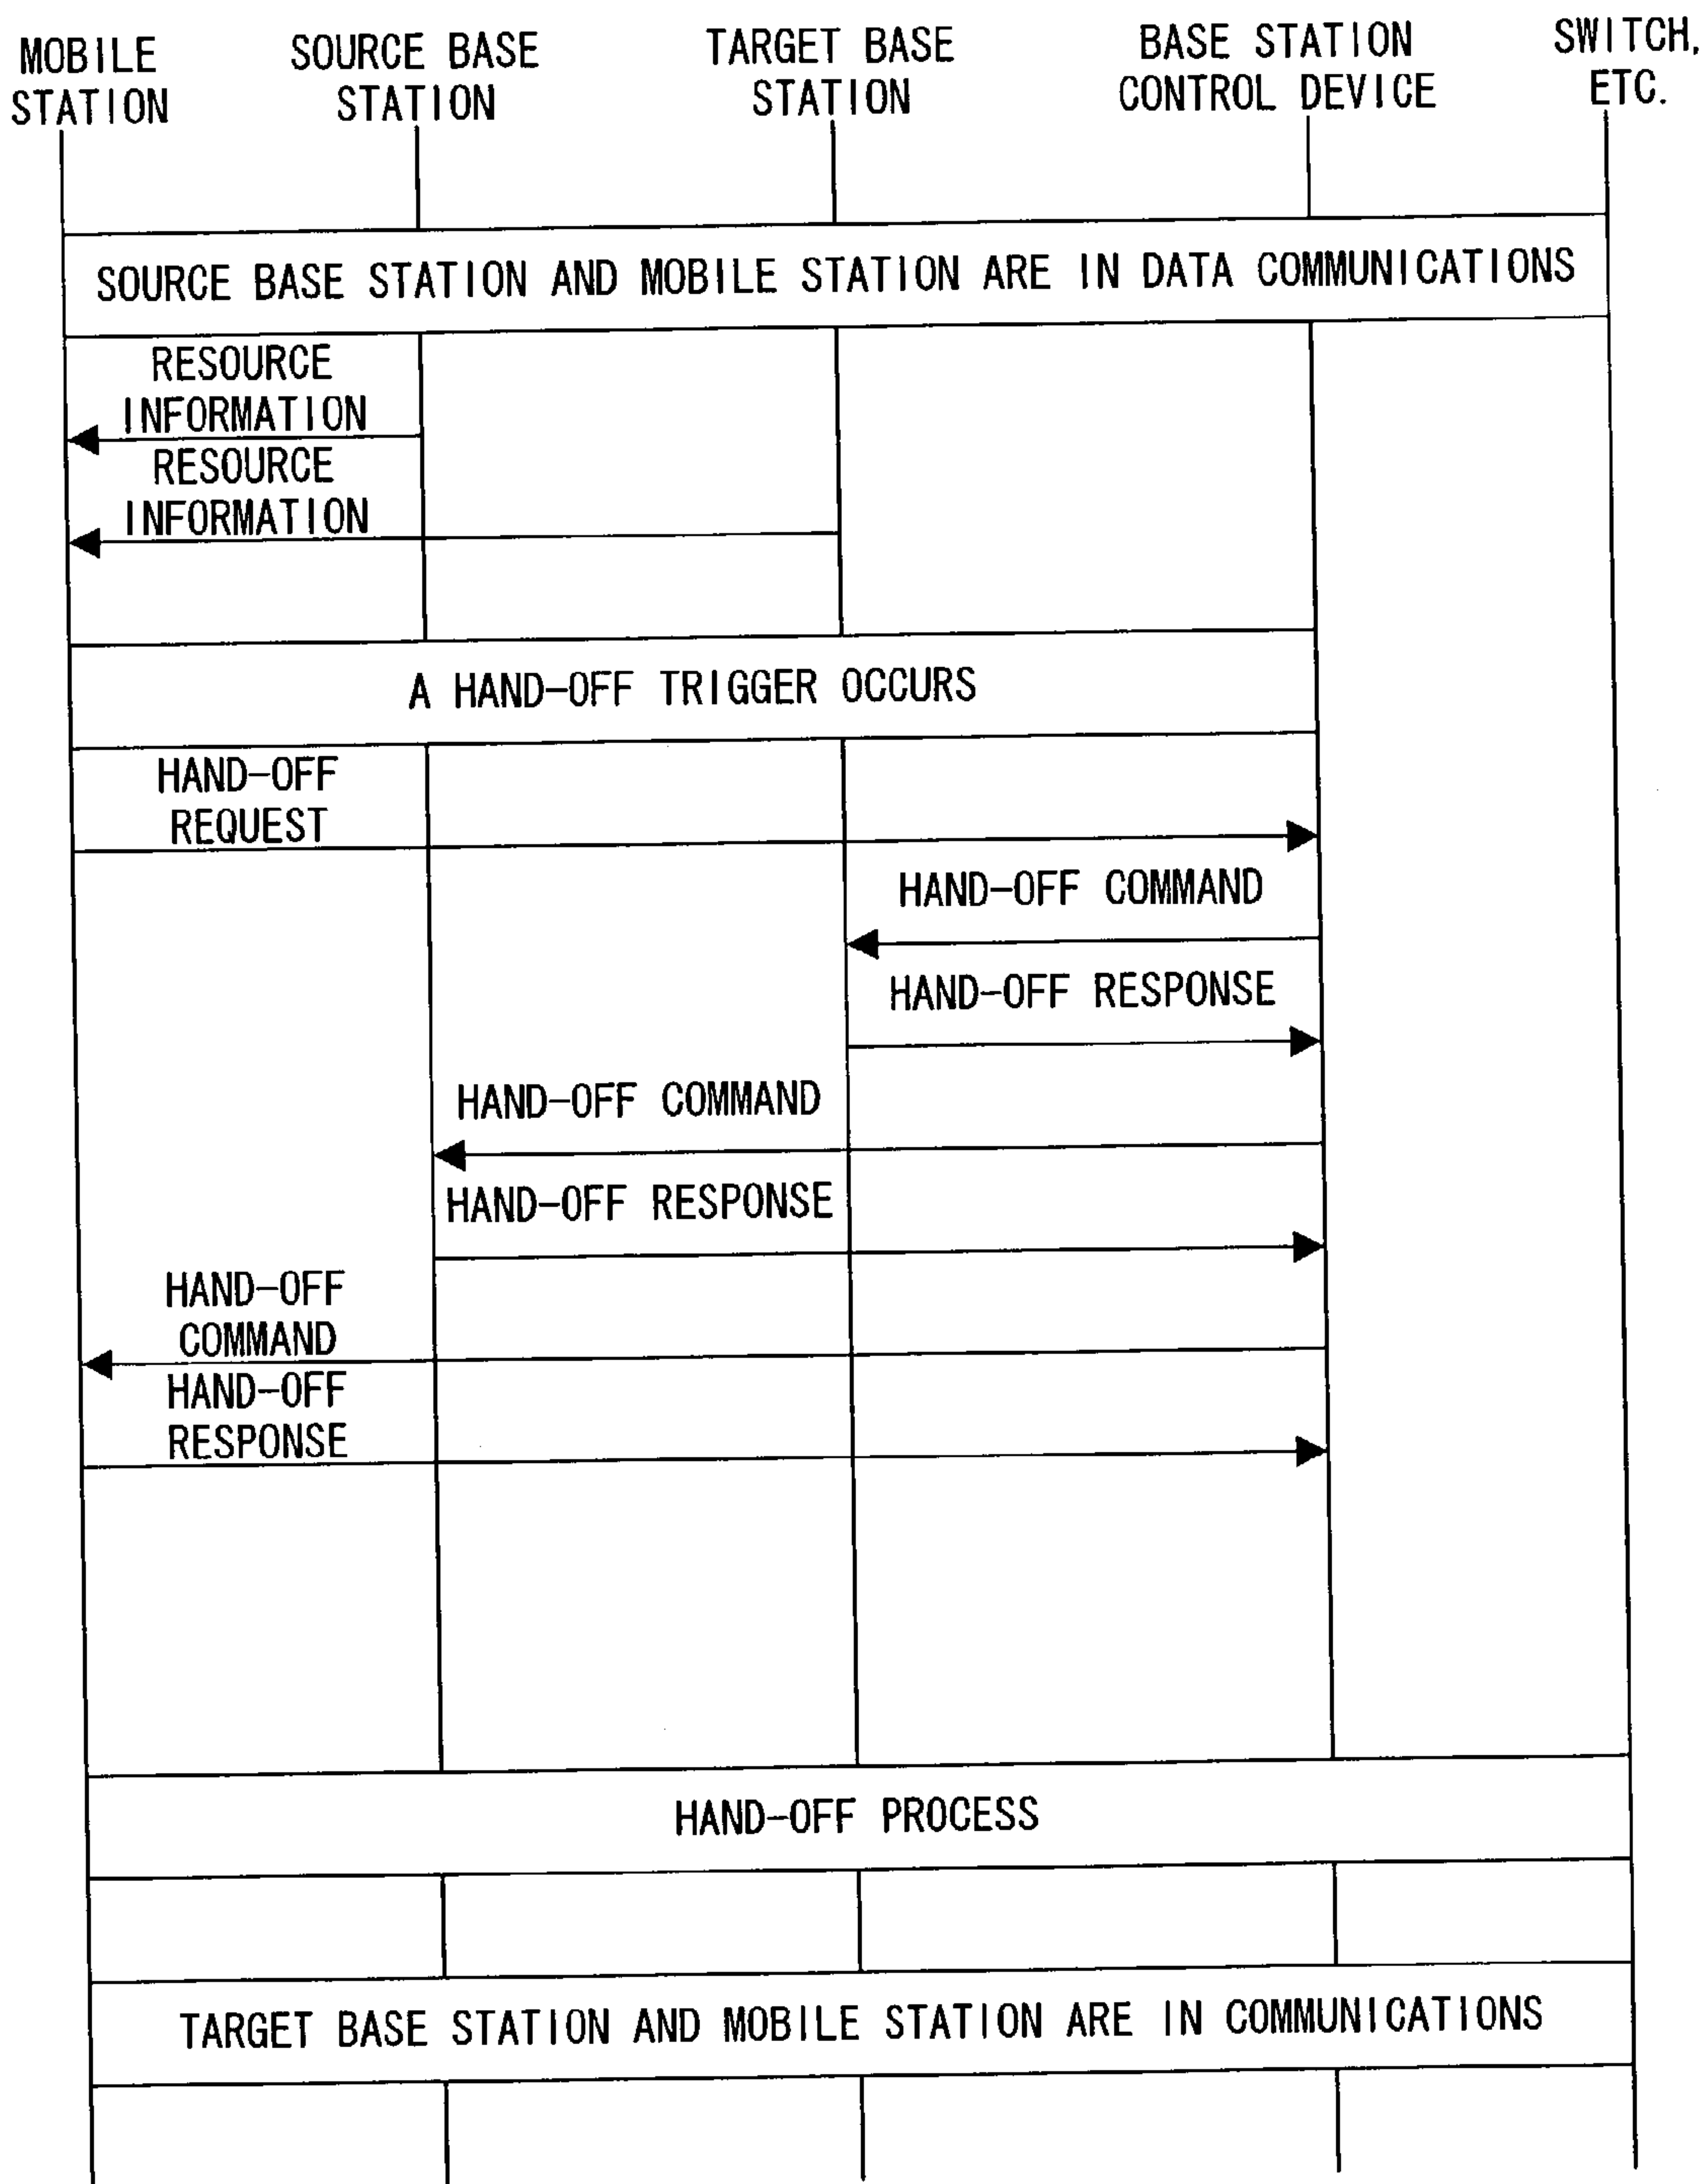 MOBILE
STATION
SOURCE BASE
STATION
TARGET BASE
STATION
BASE STATION
CONTROL DEVICE
SWITCH,
ETC.
SOURCE BASE STATION AND MOBILE STATION ARE IN DATA COMMUNICATIONS
RESOURCE
INFORMATION
RESOURCE
INFORMATION
A HAND-OFF TRIGGER OCCURS
HAND-OFF
REQUEST
HAND-OFF COMMAND
HAND-OFF RESPONSE
HAND-OFF COMMAND
HAND-OFF RESPONSE
HAND-OFF
COMMAND
HAND-OFF
RESPONSE
HAND-OFF PROCESS
TARGET BASE STATION AND MOBILE STATION ARE IN COMMUNICATIONS